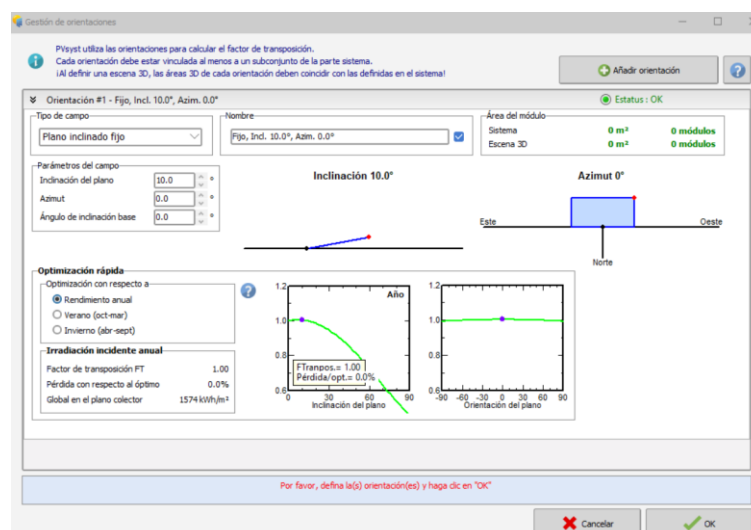 Gestión de orientaciones
PVsyst utiliza las orientaciones para calcular el factor de transposición.
Cada orientación debe estar vinculada al menos a un subconjunto de la parte sistema.
¡Al definir una escena 3D, las áreas 3D de cada orientación deben coincidir con las definidas en el sistema!
Añadir orientación
Orientación #1 - Fijo, Incl. 10.0°, Azim. 0.0°
Estatus : OK
Tipo de campo
Plano inclinado fijo
Nombre
Fijo, Incl. 10.0°, Azim. 0.0°
Área del módulo
Sistema 0 m² 0 módulos
Escena 3D 0 m² 0 módulos
Parámetros del campo
Inclinación del plano 10.0 °
Azimut 0.0 °
Ángulo de inclinación base 0.0 °
Inclinación 10.0°
Azimut 0°
Este
Oeste
Norte
Optimización rápida
Optimización con respecto a
Rendimiento anual
Verano (oct-mar)
Invierno (abr-sept)
Irradiación incidente anual
Factor de transposición FT 1.00
Pérdida con respecto al óptimo 0.0%
Global en el plano colector 1574 kWh/m²
1.2
1.0
0.8
0.6
Año
FTranpos.= 1.00
Pérdida/opt.= 0.0%
0 30 60 90
Inclinación del plano
1.2
1.0
0.8
0.6
-90 -60 -30 0 30 60 90
Orientación del plano
Por favor, defina la(s) orientación(es) y haga clic en "OK"
Cancelar
OK